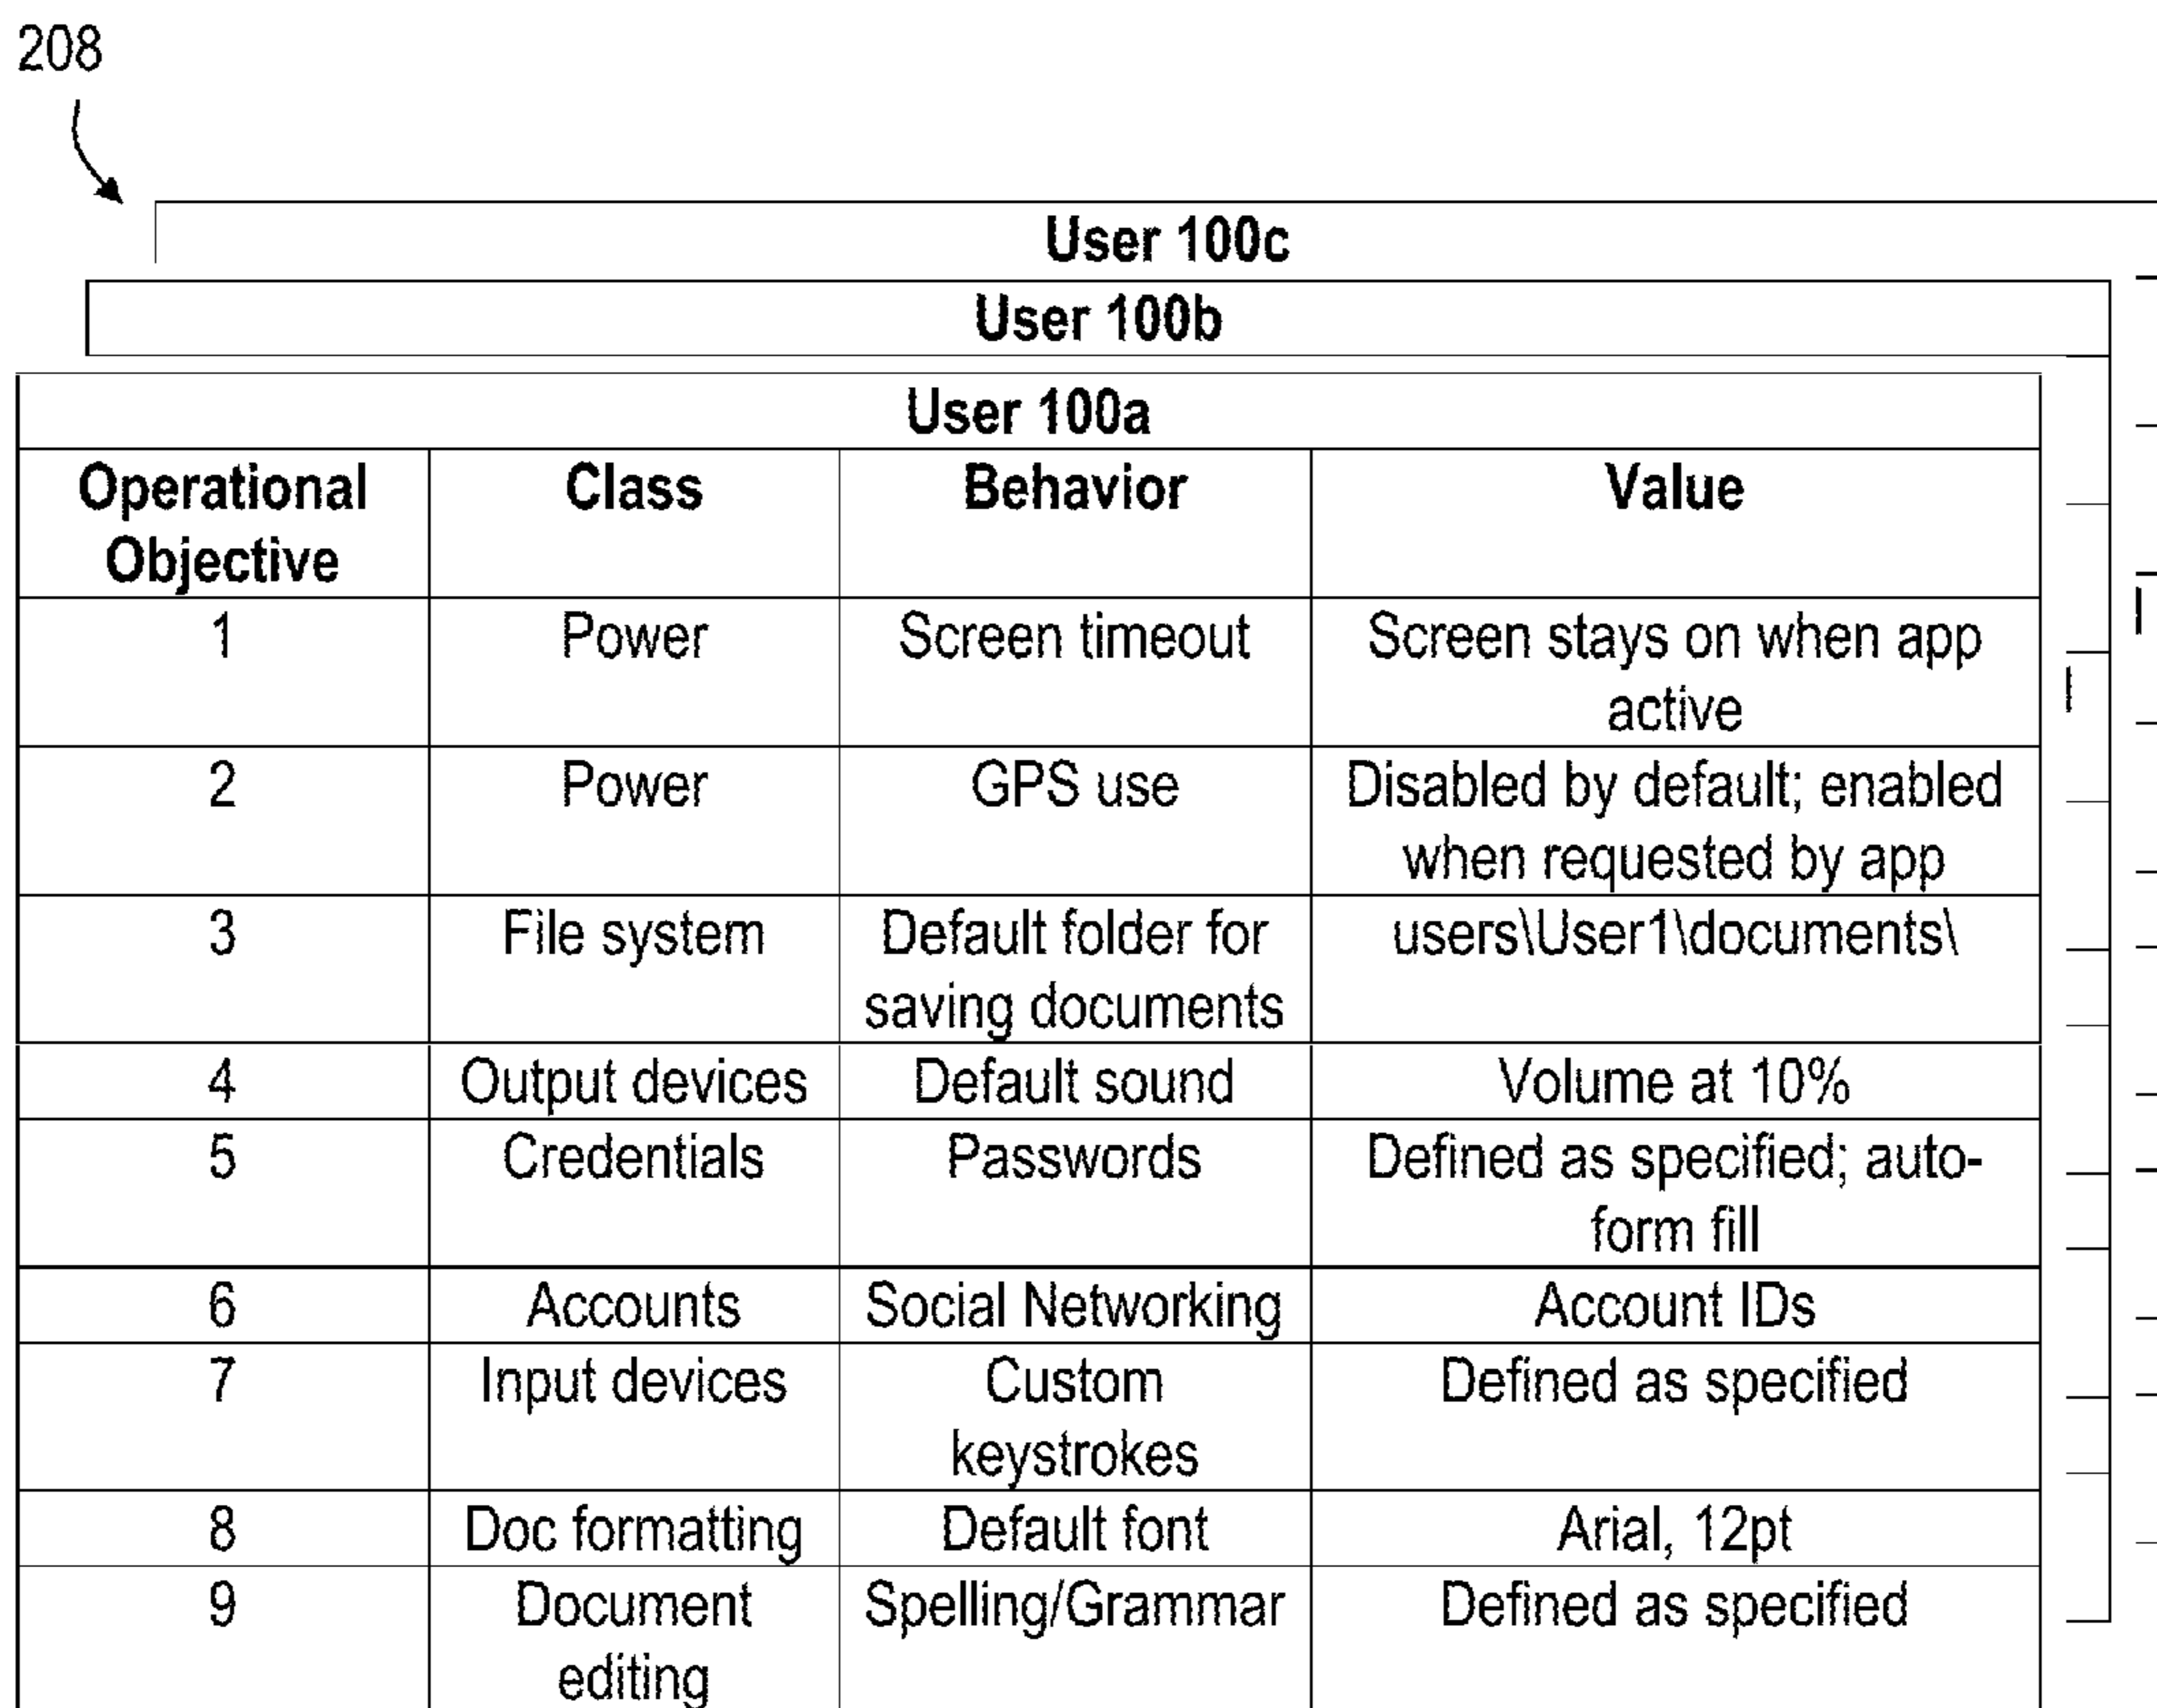 208
User 100c
User 100b
User 100a
Operational Objective Class Behavior Value
1 Power Screen timeout Screen stays on when app active
2 Power GPS use Disabled by default; enabled when requested by app
3 File system Default folder for saving documents users\User1\documents\
4 Output devices Default sound Volume at 10%
5 Credentials Passwords Defined as specified; auto-form fill
6 Accounts Social Networking Account IDs
7 Input devices Custom keystrokes Defined as specified
8 Doc formatting Default font Arial, 12pt
9 Document editing Spelling/Grammar Defined as specified